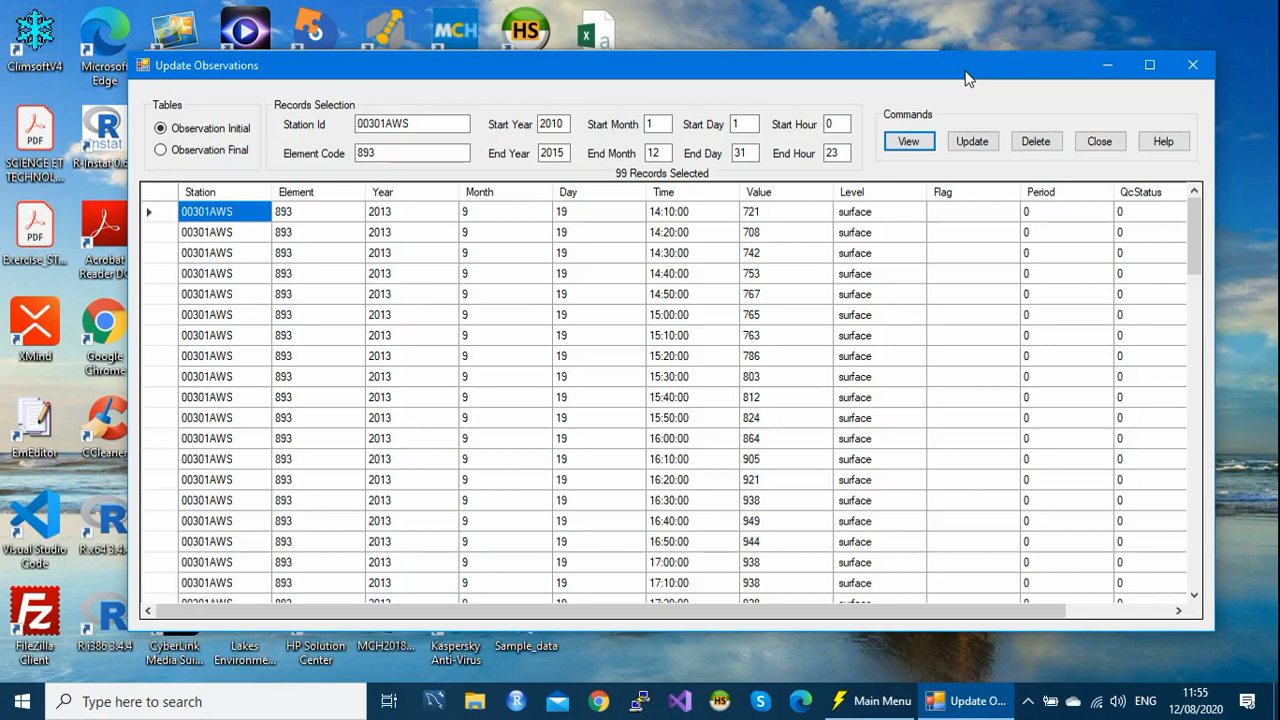 MCH
HS
a
ClimsoftV4
Microsoft
Edge
SCIENCE ET
TECHNOL...
R-Instat 0.6
Exercise_ST...
Acrobat
Reader DC
XMind
Google
Chrome
EmEditor
CCleaner
Visual Studio
Code
R x64 3.4.4
FileZilla
Client
R i386 3.4.4
CyberLink
Media Sui...
Lakes
Environme...
HP Solution
Center
MCH2018...
Kaspersky
Anti-Virus
Sample_data
Update Observations
Tables
Observation Initial
Observation Final
Records Selection
Station Id 00301AWS Start Year 2010 Start Month 1 Start Day 1 Start Hour 0
Element Code 893 End Year 2015 End Month 12 End Day 31 End Hour 23
Commands
View Update Delete Close Help
99 Records Selected
Station Element Year Month Day Time Value Level Flag Period QcStatus
00301AWS 893 2013 9 19 14:10:00 721 surface 0 0
00301AWS 893 2013 9 19 14:20:00 708 surface 0 0
00301AWS 893 2013 9 19 14:30:00 742 surface 0 0
00301AWS 893 2013 9 19 14:40:00 753 surface 0 0
00301AWS 893 2013 9 19 14:50:00 767 surface 0 0
00301AWS 893 2013 9 19 15:00:00 765 surface 0 0
00301AWS 893 2013 9 19 15:10:00 763 surface 0 0
00301AWS 893 2013 9 19 15:20:00 786 surface 0 0
00301AWS 893 2013 9 19 15:30:00 803 surface 0 0
00301AWS 893 2013 9 19 15:40:00 812 surface 0 0
00301AWS 893 2013 9 19 15:50:00 824 surface 0 0
00301AWS 893 2013 9 19 16:00:00 864 surface 0 0
00301AWS 893 2013 9 19 16:10:00 905 surface 0 0
00301AWS 893 2013 9 19 16:20:00 921 surface 0 0
00301AWS 893 2013 9 19 16:30:00 938 surface 0 0
00301AWS 893 2013 9 19 16:40:00 949 surface 0 0
00301AWS 893 2013 9 19 16:50:00 944 surface 0 0
00301AWS 893 2013 9 19 17:00:00 938 surface 0 0
00301AWS 893 2013 9 19 17:10:00 938 surface 0 0
Type here to search
Main Menu
Update O...
ENG
11:55
12/08/2020